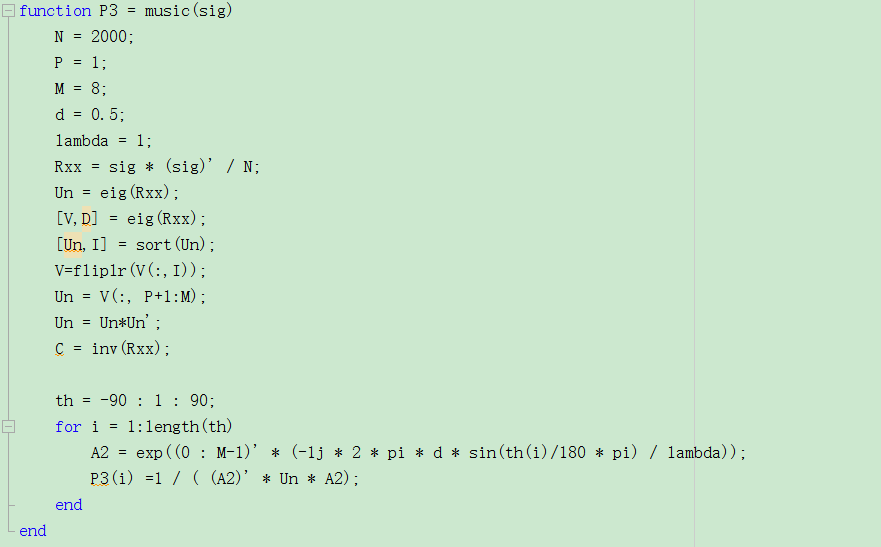 function P3 = music(sig)
N = 2000;
P = 1;
M = 8;
d = 0.5;
lambda = 1;
Rxx = sig * (sig)' / N;
Un = eig(Rxx);
[V,D] = eig(Rxx);
[Un,I] = sort(Un);
V=fliplr(V(:,I));
Un = V(:, P+1:M);
Un = Un*Un';
C = inv(Rxx);
th = -90 : 1 : 90;
for i = 1:length(th)
A2 = exp((0 : M-1)' * (-1j * 2 * pi * d * sin(th(i)/180 * pi) / lambda));
P3(i) =1 / ( (A2)' * Un * A2);
end
end